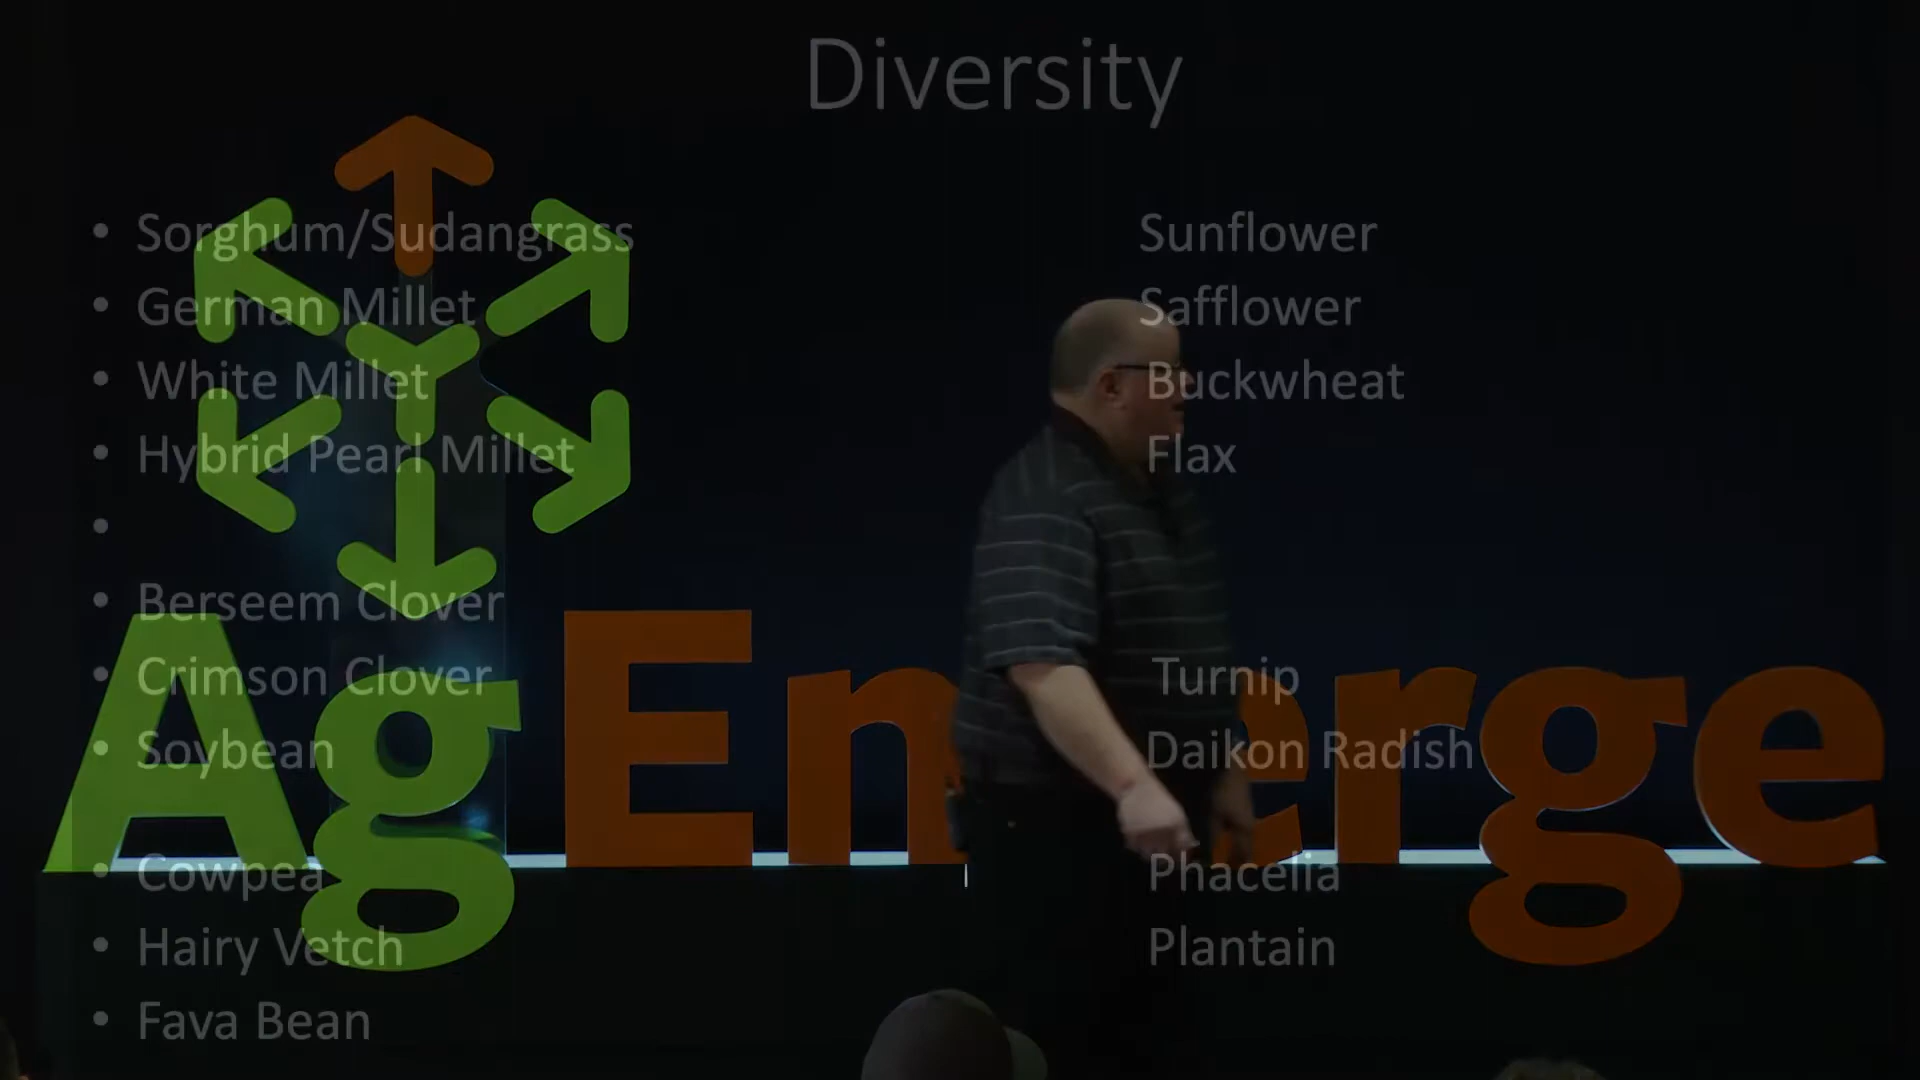 Diversity
Sorghum/Sudangrass
German Millet
White Millet
Hybrid Pearl Millet
Berseem Clover
Crimson Clover
Soybean
Cowpea
Hairy Vetch
Fava Bean
Sunflower
Safflower
Buckwheat
Flax
Turnip
Daikon Radish
Phacelia
Plantain
AgEmerge